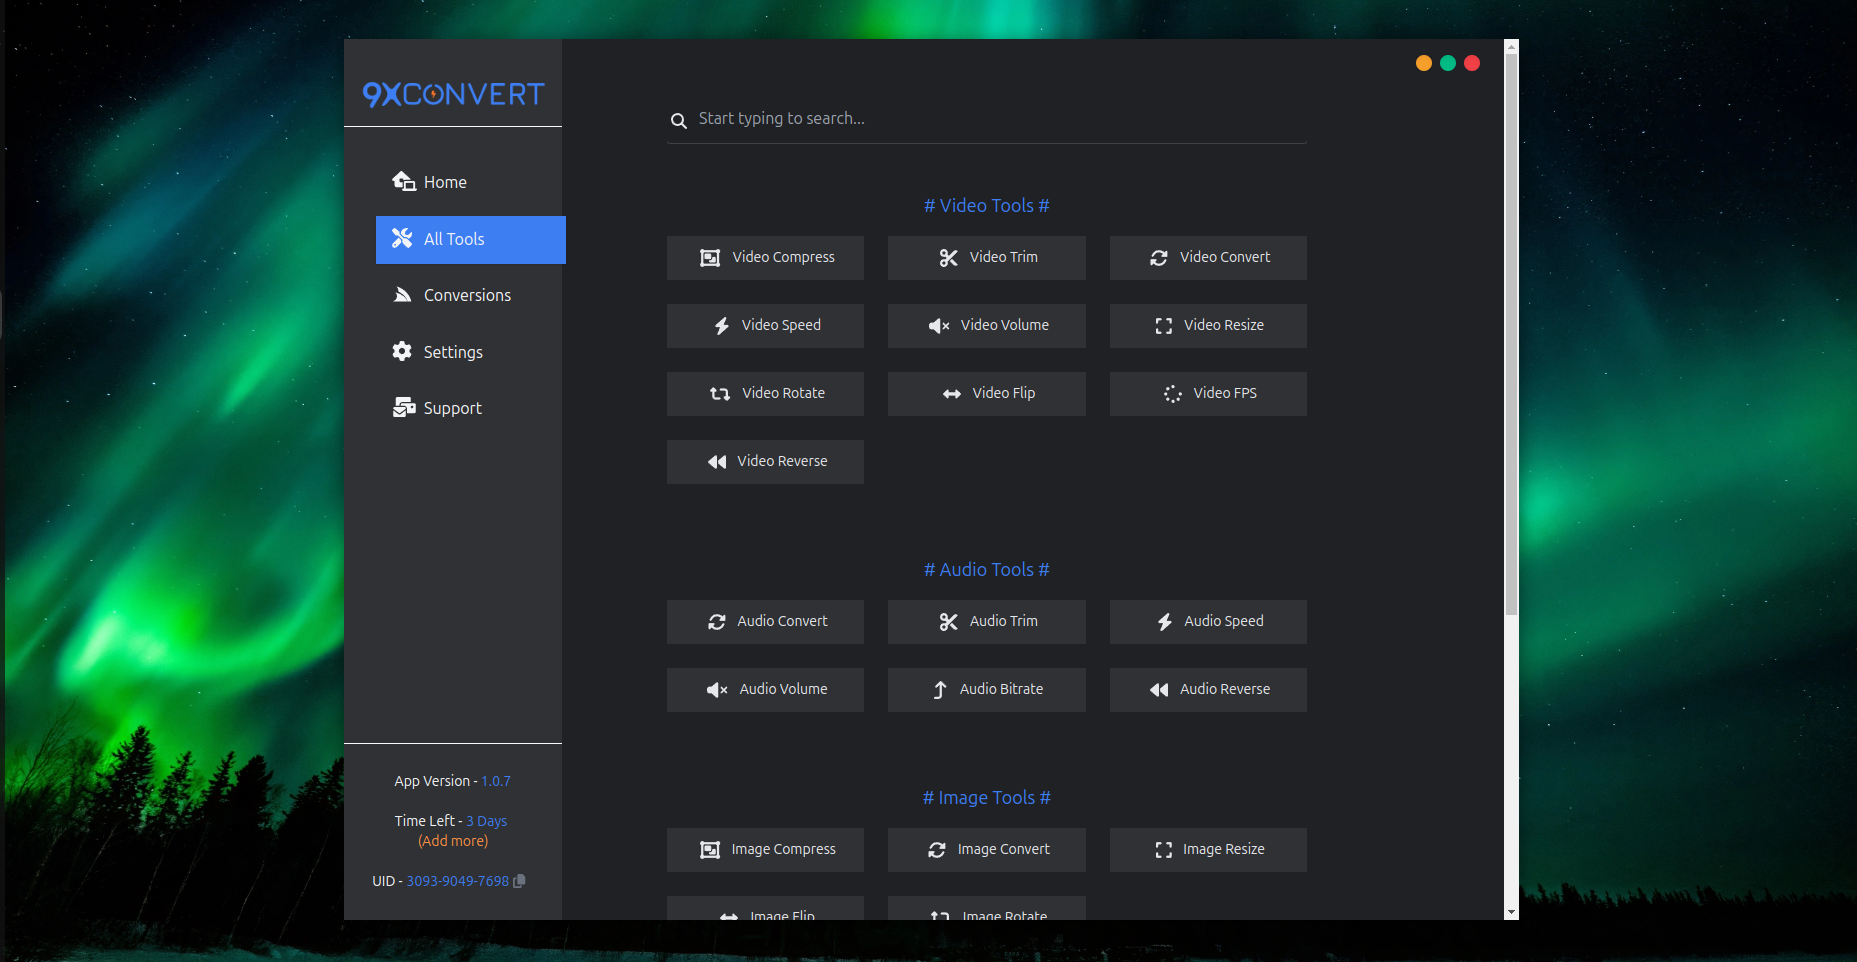 9XCONVERT
Home
All Tools
Conversions
Settings
Support
App Version - 1.0.7
Time Left - 3 Days
(Add more)
UID - 3093-9049-7698
Start typing to search...
# Video Tools #
Video Compress
Video Trim
Video Convert
Video Speed
Video Volume
Video Resize
Video Rotate
Video Flip
Video FPS
Video Reverse
# Audio Tools #
Audio Convert
Audio Trim
Audio Speed
Audio Volume
Audio Bitrate
Audio Reverse
# Image Tools #
Image Compress
Image Convert
Image Resize
Image Flip
Image Rotate